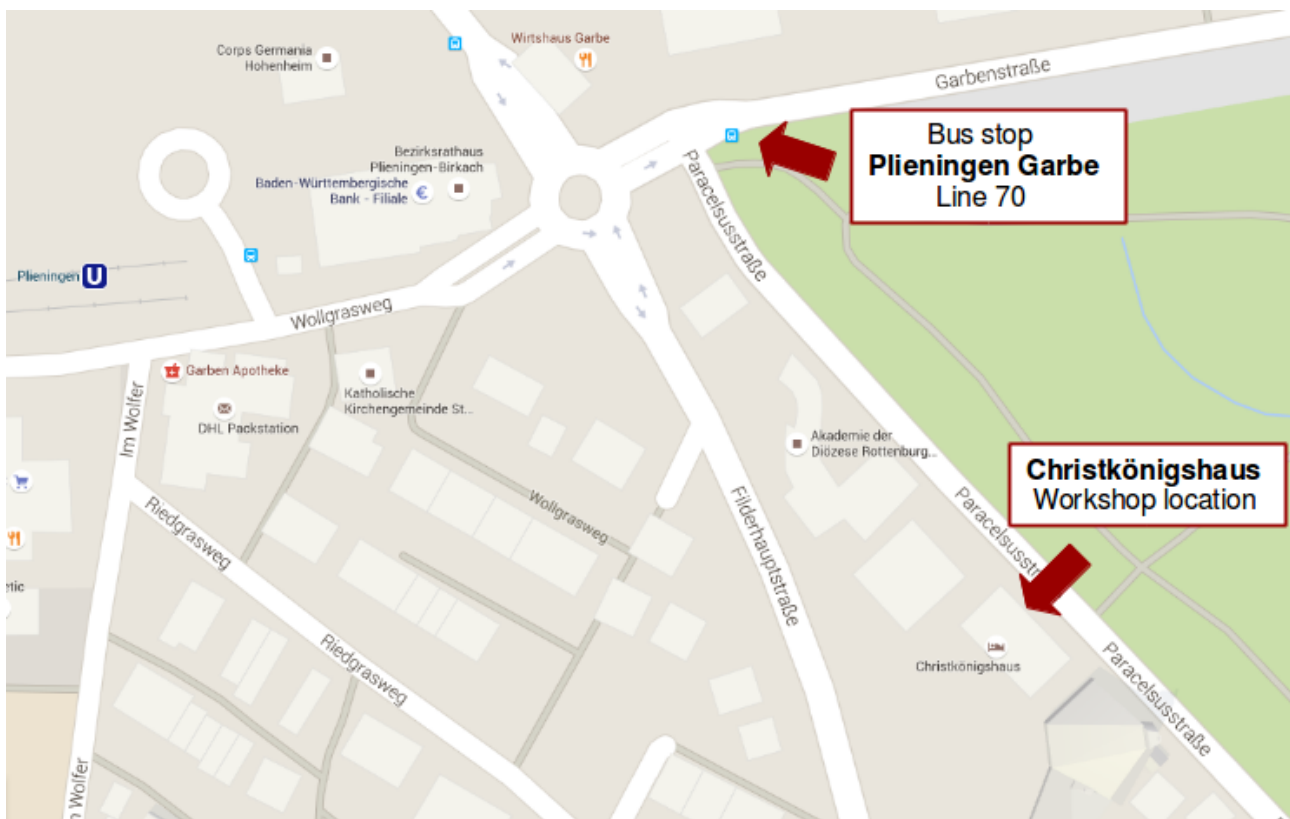 Corps Germania
Hohenheim
Wirtshaus Garbe
Garbenstraße
Bus stop
Plieningen Garbe
Line 70
Bezirksrathaus
Plieningen-Birkach
Baden-Württembergische
Bank - Filiale
€
Paracelsusstraße
Plieningen U
Wollgrasweg
Garben Apotheke
DHL Packstation
Katholische
Kirchengemeinde St...
Im Wolfer
Akademie der
Diözese Rottenburg...
Christkönigshaus
Workshop location
Riedgrasweg
Wollgrasweg
Filderhauptstraße
Paracelsusstr
etic
Riedgrasweg
Christkönigshaus
Paracelsusstraße
n Wolfer